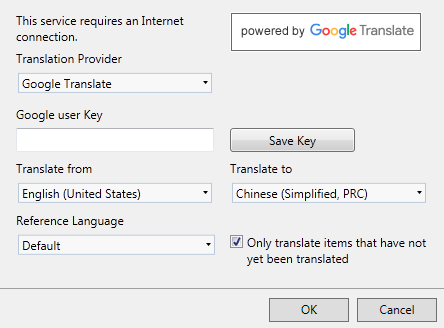 This service requires an Internet
connection.
powered by Google Translate
Translation Provider
Google Translate
Google user Key
Save Key
Translate from
Translate to
English (United States)
Chinese (Simplified, PRC)
Reference Language
Default
Only translate items that have not
yet been translated
OK
Cancel